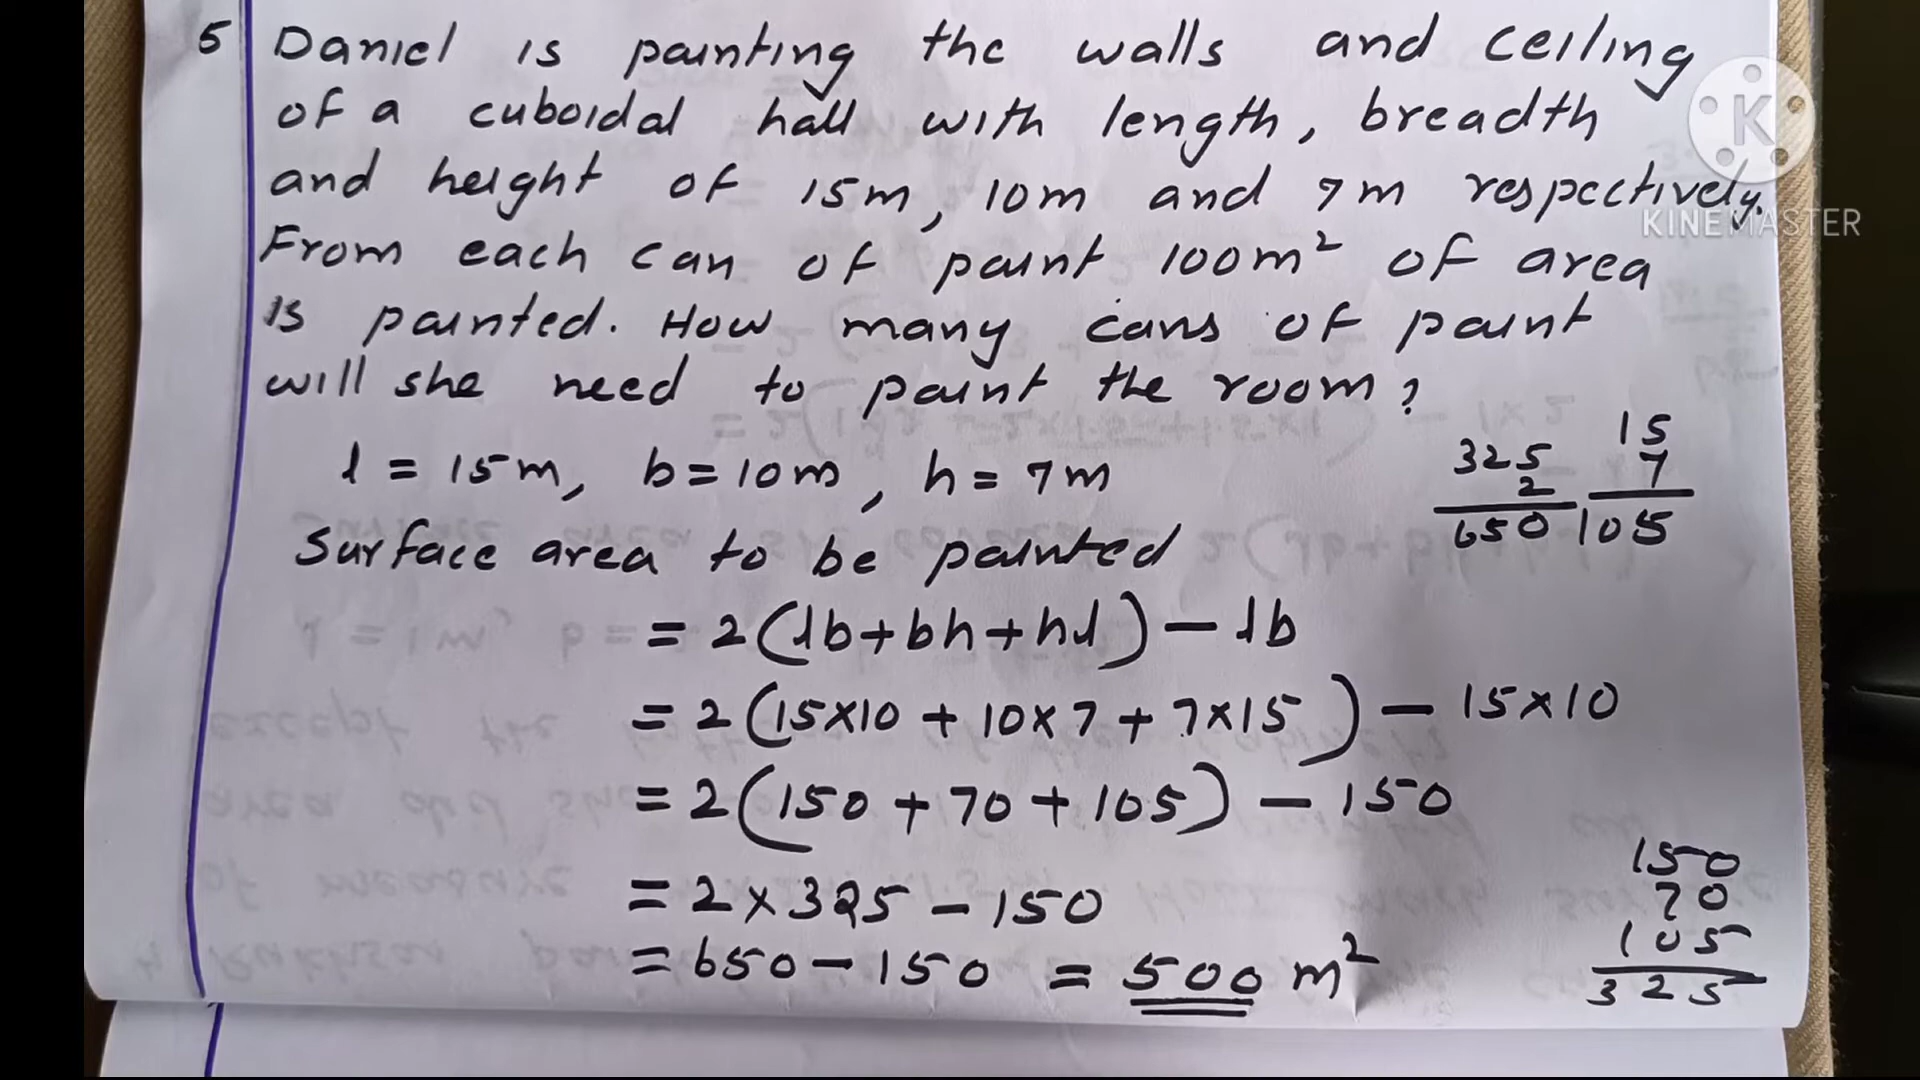 5 Daniel is painting the walls and ceiling
of a cuboidal hall with length, breadth
and height of 15m, 10m and 7m respectively.
From each can of paint 100m² of area
is painted. How many cans of paint
will she need to paint the room?
l = 15m, b = 10m, h = 7m
Surface area to be painted
= 2(lb+bh+hl) - lb
= 2(15×10 + 10×7 + 7×15) - 15×10
= 2(150 + 70 + 105) - 150
= 2×325 - 150
= 650 - 150 = 500 m²
325
2
650
15
7
105
150
70
105
325
K
KINEMASTER